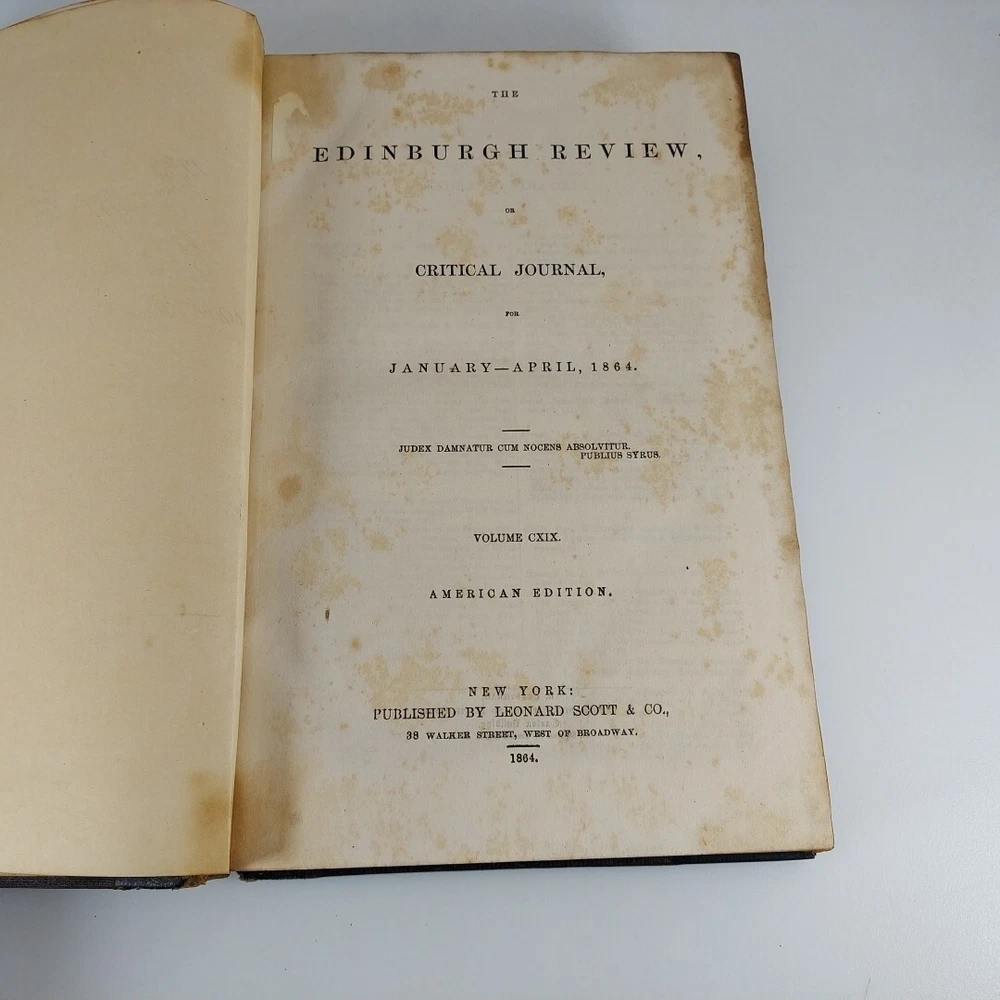 THE
EDINBURGH REVIEW,
OR
CRITICAL JOURNAL,
FOR
JANUARY—APRIL, 1864.
JUDEX DAMNATUR CUM NOCENS ABSOLVITUR.
PUBLIUS SYRUS.
VOLUME CXIX.
AMERICAN EDITION.
NEW YORK:
PUBLISHED BY LEONARD SCOTT & CO.,
38 WALKER STREET, WEST OF BROADWAY.
1864.